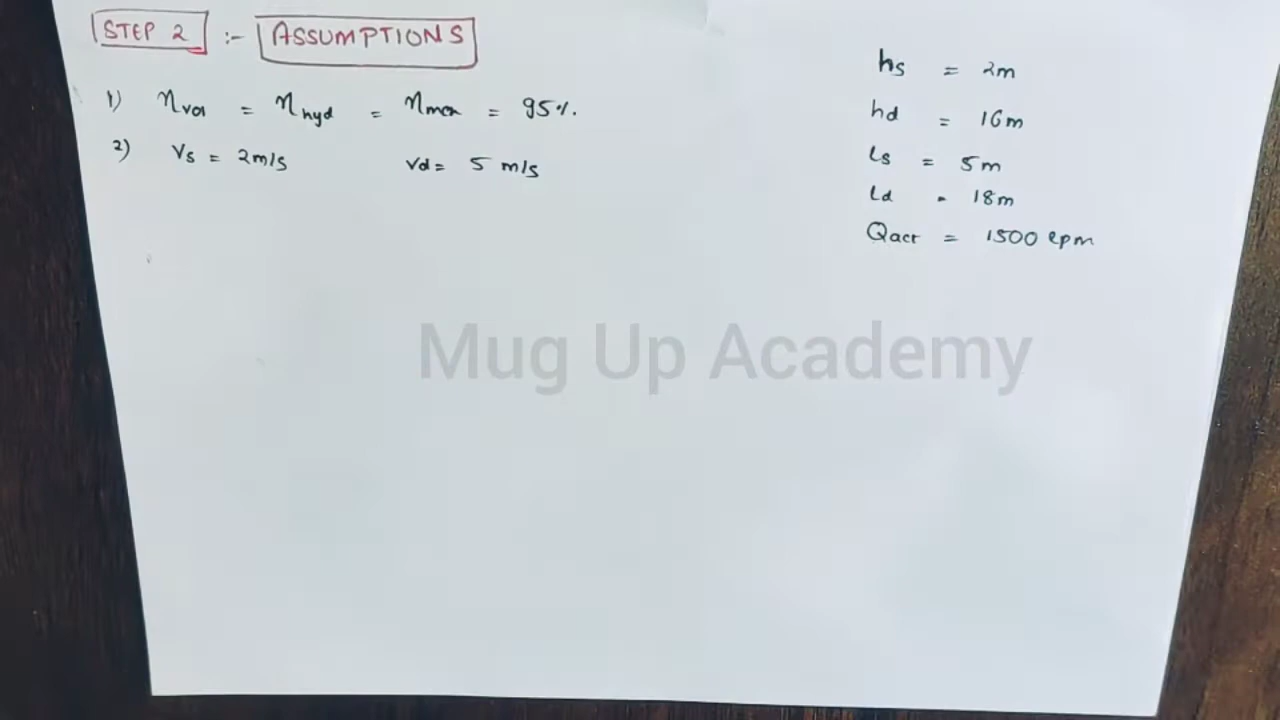 STEP 2 :- ASSUMPTIONS
1) ηvol = ηhyd = ηmech = 95%.
2) Vs = 2m/s Vd = 5 m/s
hs = 2m
hd = 16m
ls = 5m
ld = 18m
Qact = 1500 lpm
Mug Up Academy